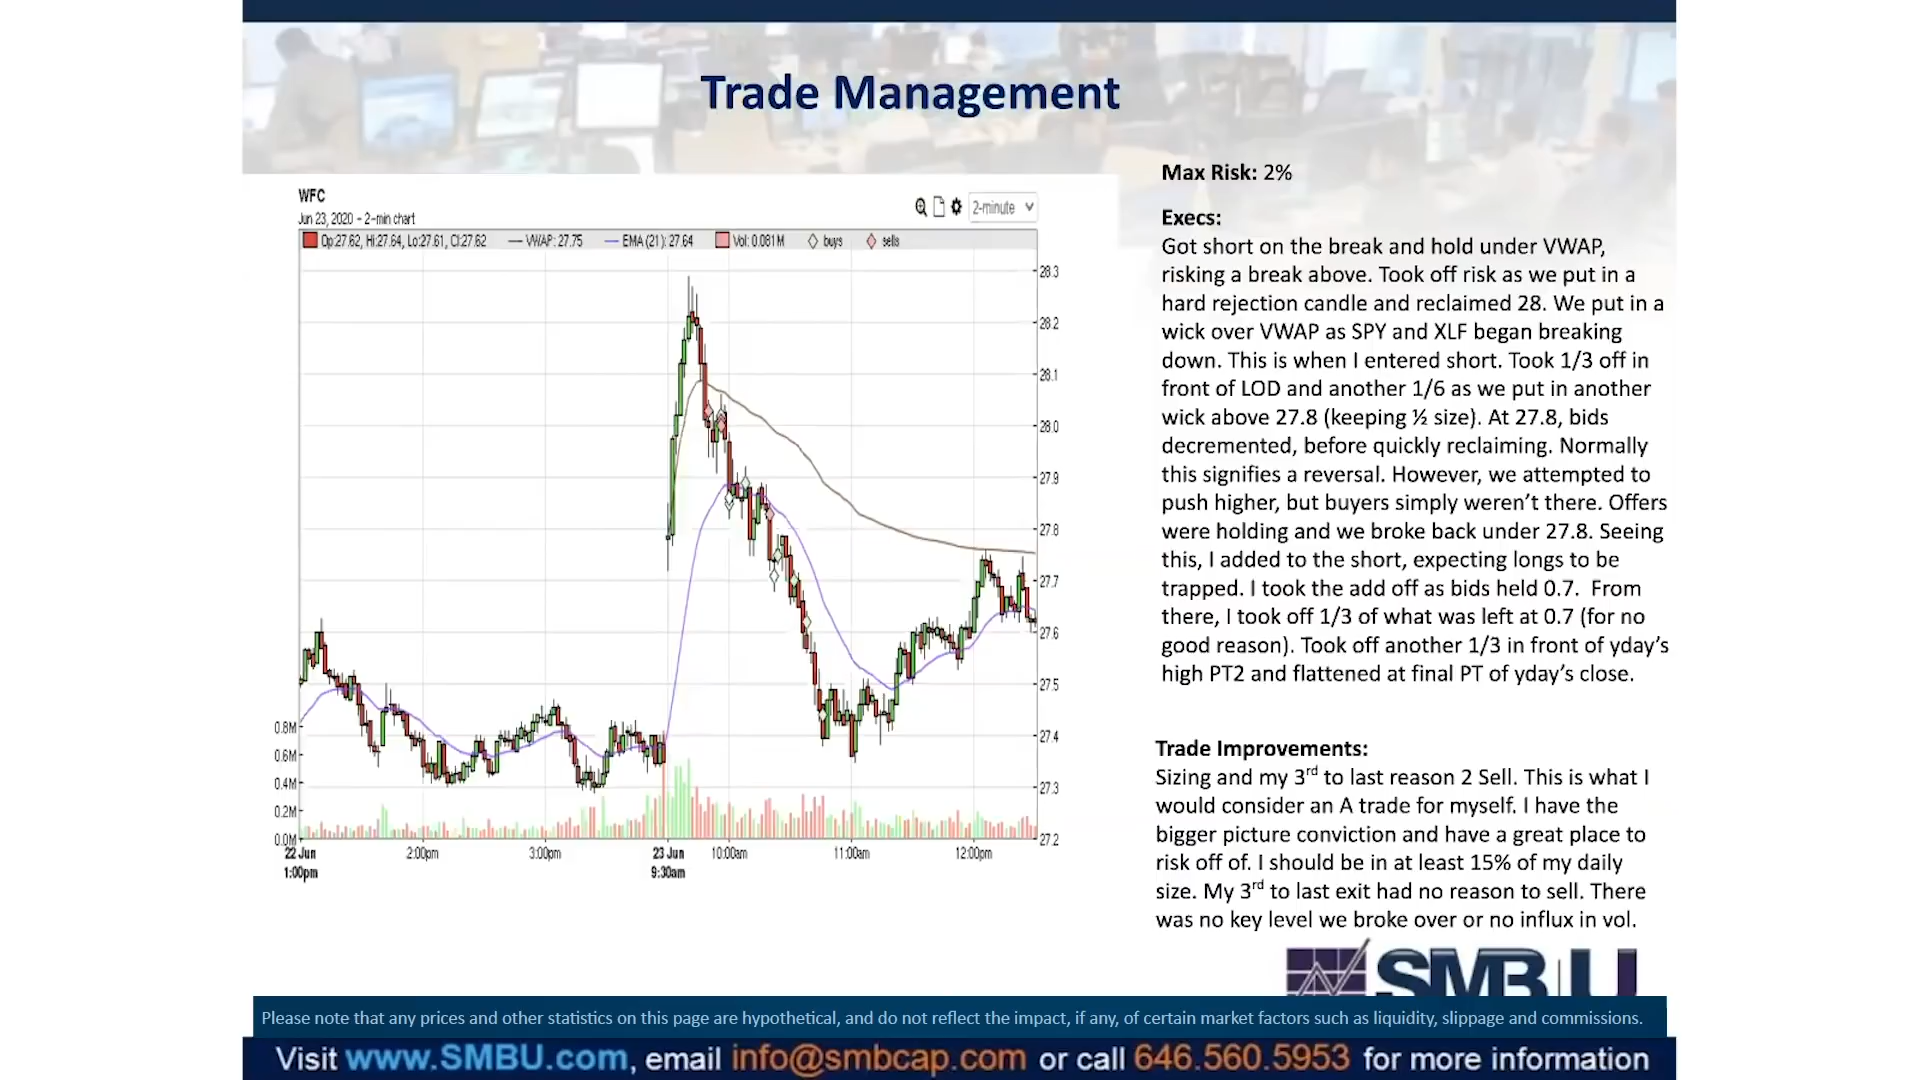 Trade Management
WFC
Jun 23, 2020 - 2-min chart
2-minute
Op:27.62, Hi:27.64, Lo:27.61, Cl:27.62
VWAP: 27.75
EMA (21): 27.64
Vol: 0.081M
buys
sells
28.3
28.2
28.1
28.0
27.9
27.8
27.7
27.6
27.5
27.4
27.3
27.2
0.8M
0.6M
0.4M
0.2M
0.0M
22 Jun
1:00pm
2:00pm
3:00pm
23 Jun
9:30am
10:00am
11:00am
12:00pm
Max Risk: 2%
Execs:
Got short on the break and hold under VWAP,
risking a break above. Took off risk as we put in a
hard rejection candle and reclaimed 28. We put in a
wick over VWAP as SPY and XLF began breaking
down. This is when I entered short. Took 1/3 off in
front of LOD and another 1/6 as we put in another
wick above 27.8 (keeping ½ size). At 27.8, bids
decremented, before quickly reclaiming. Normally
this signifies a reversal. However, we attempted to
push higher, but buyers simply weren't there. Offers
were holding and we broke back under 27.8. Seeing
this, I added to the short, expecting longs to be
trapped. I took the add off as bids held 0.7. From
there, I took off 1/3 of what was left at 0.7 (for no
good reason). Took off another 1/3 in front of yday's
high PT2 and flattened at final PT of yday's close.
Trade Improvements:
Sizing and my 3rd to last reason 2 Sell. This is what I
would consider an A trade for myself. I have the
bigger picture conviction and have a great place to
risk off of. I should be in at least 15% of my daily
size. My 3rd to last exit had no reason to sell. There
was no key level we broke over or no influx in vol.
SMB U
Please note that any prices and other statistics on this page are hypothetical, and do not reflect the impact, if any, of certain market factors such as liquidity, slippage and commissions.
Visit www.SMBU.com, email info@smbcap.com or call 646.560.5953 for more information